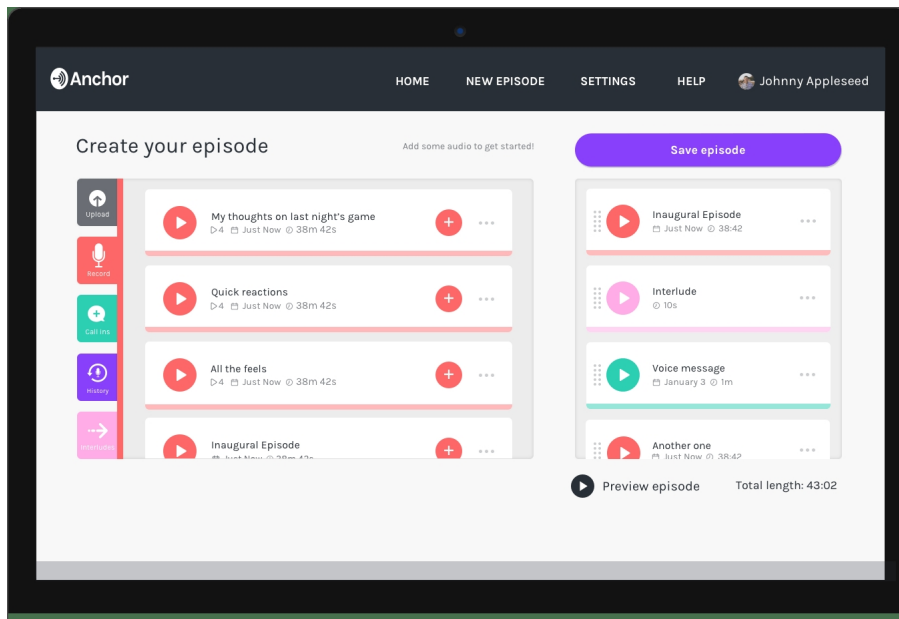 Anchor
HOME NEW EPISODE SETTINGS HELP Johnny Appleseed
Create your episode
Add some audio to get started!
Save episode
Upload
Record
Call ins
History
Interludes
My thoughts on last night's game
4 Just Now 38m 42s
Quick reactions
4 Just Now 38m 42s
All the feels
4 Just Now 38m 42s
Inaugural Episode
Just Now 38m 42s
Inaugural Episode
Just Now 38:42
Interlude
10s
Voice message
January 3 1m
Another one
Just Now 38:42
Preview episode
Total length: 43:02